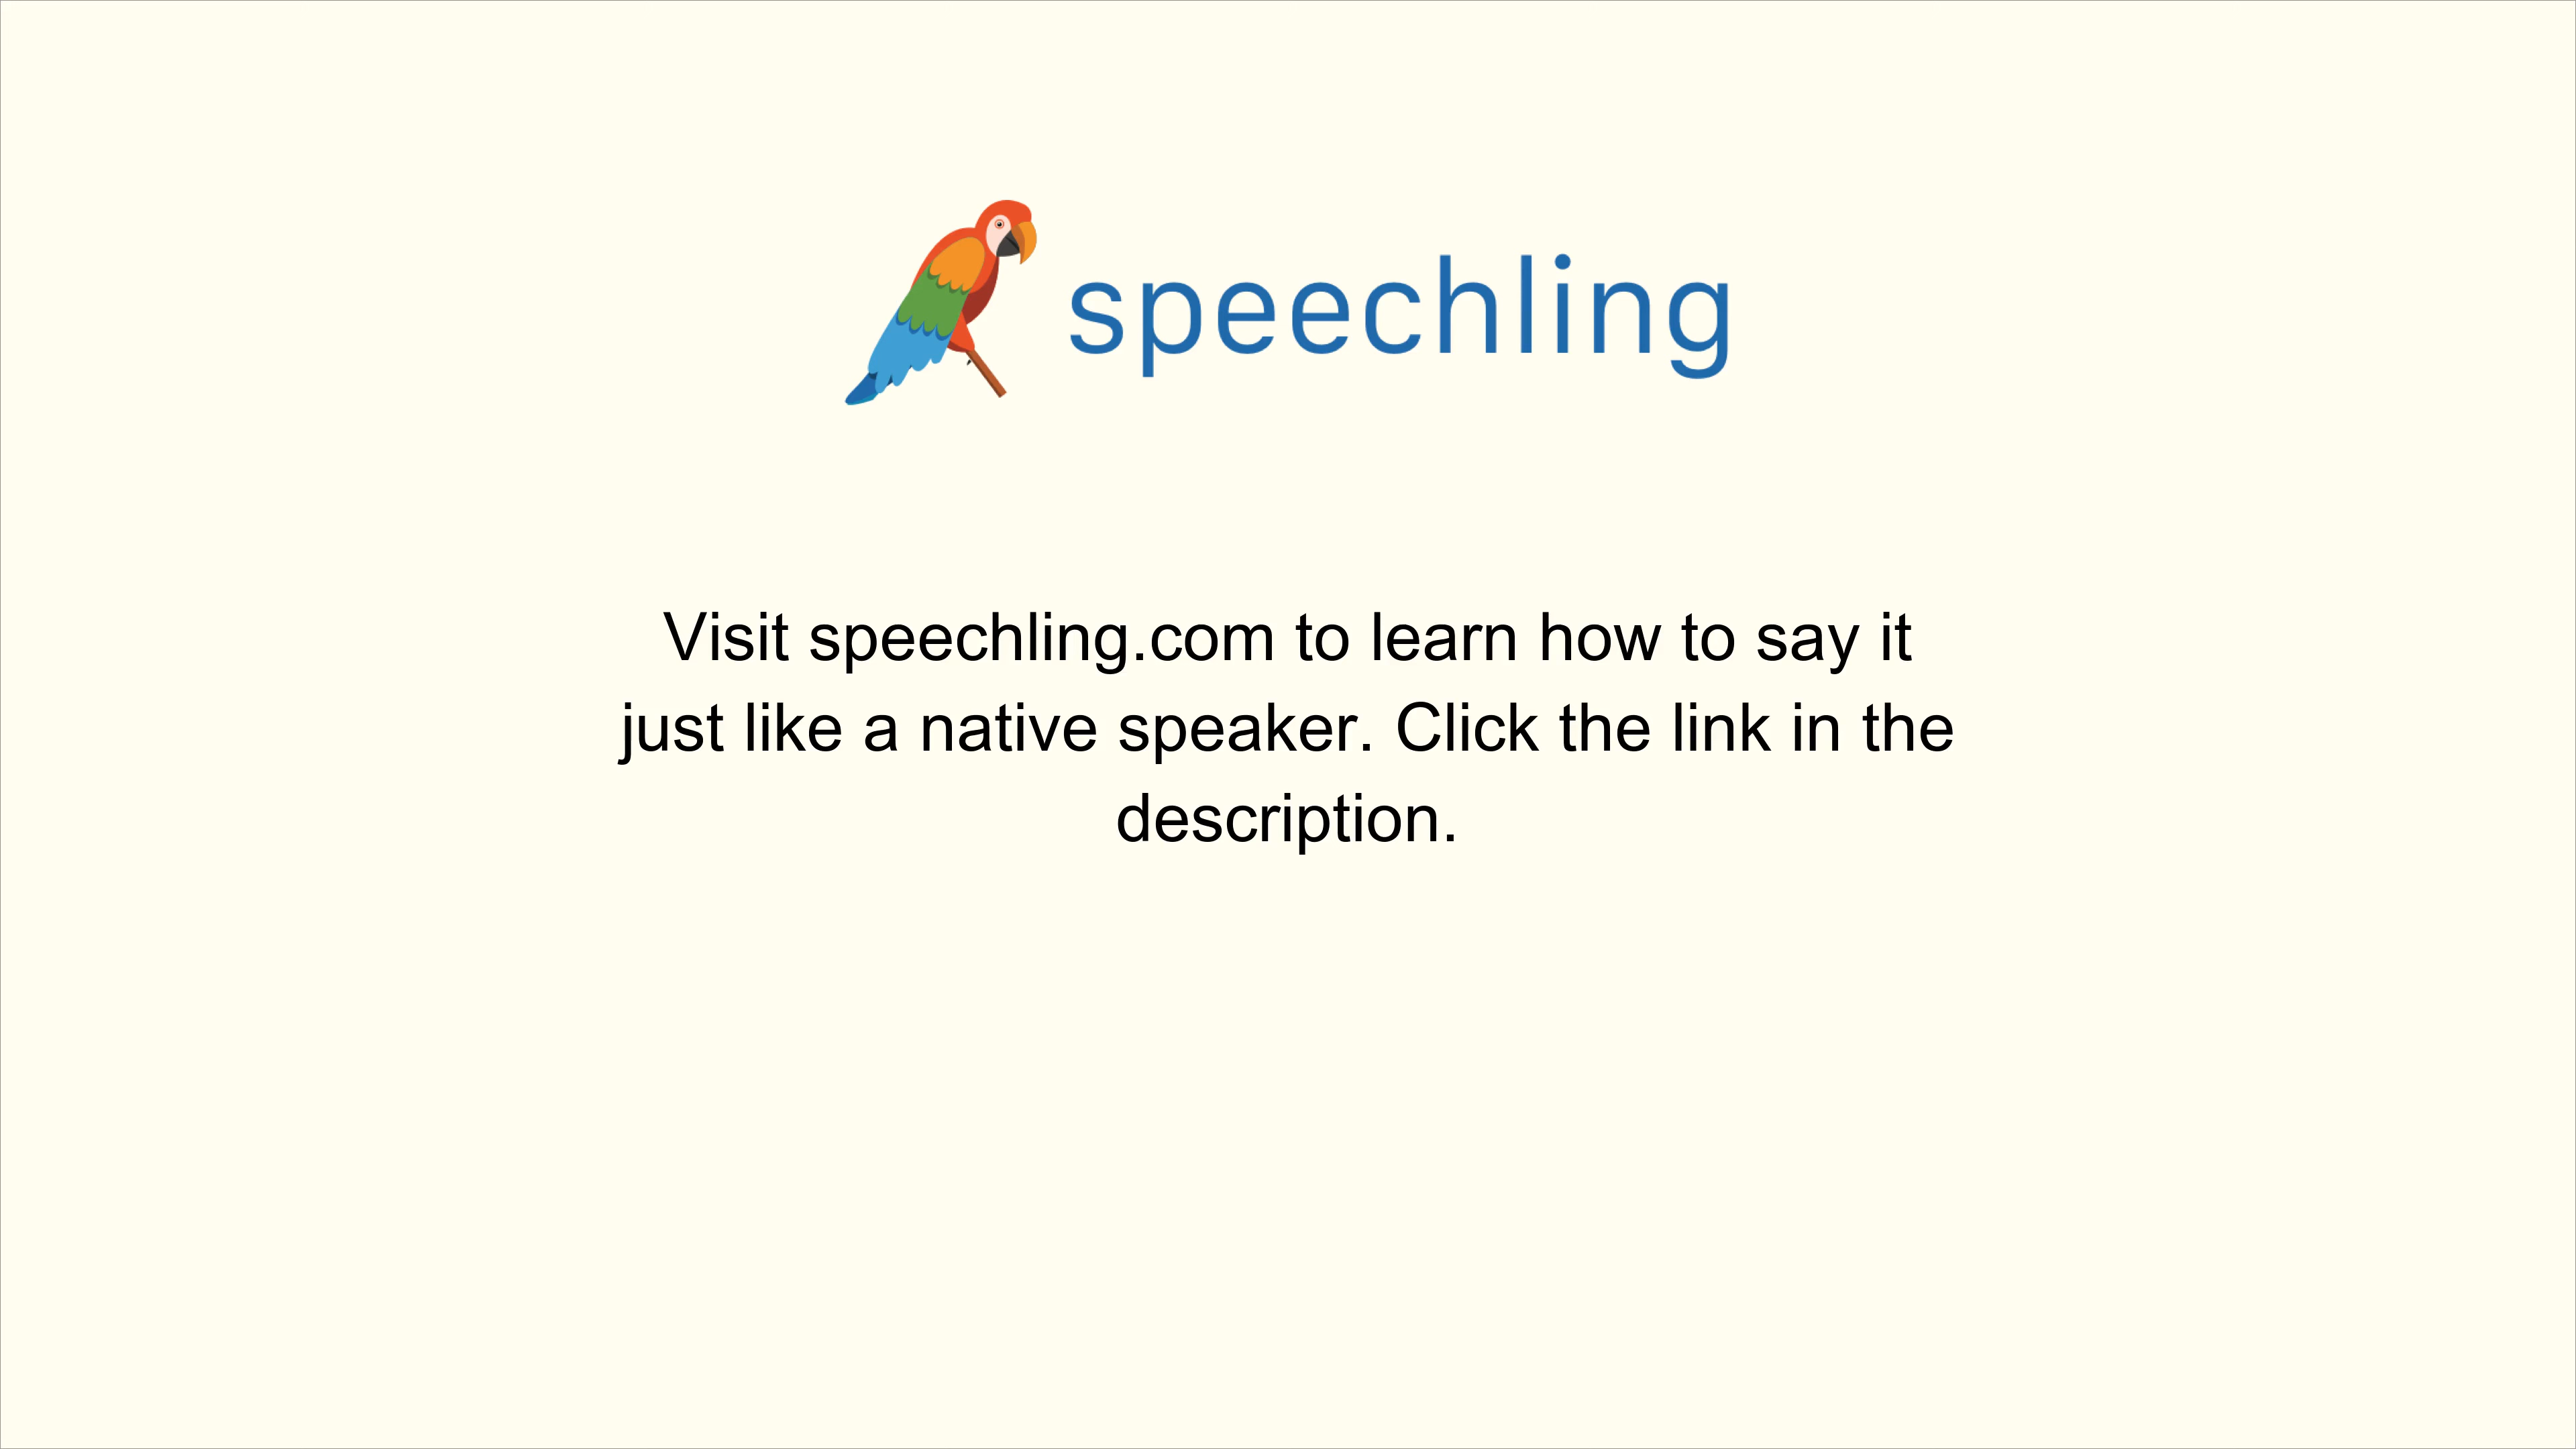 speechling
Visit speechling.com to learn how to say it
just like a native speaker. Click the link in the
description.